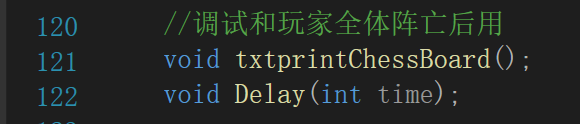 120 //调试和玩家全体阵亡后用
121 void txtprintChessBoard();
122 void Delay(int time);